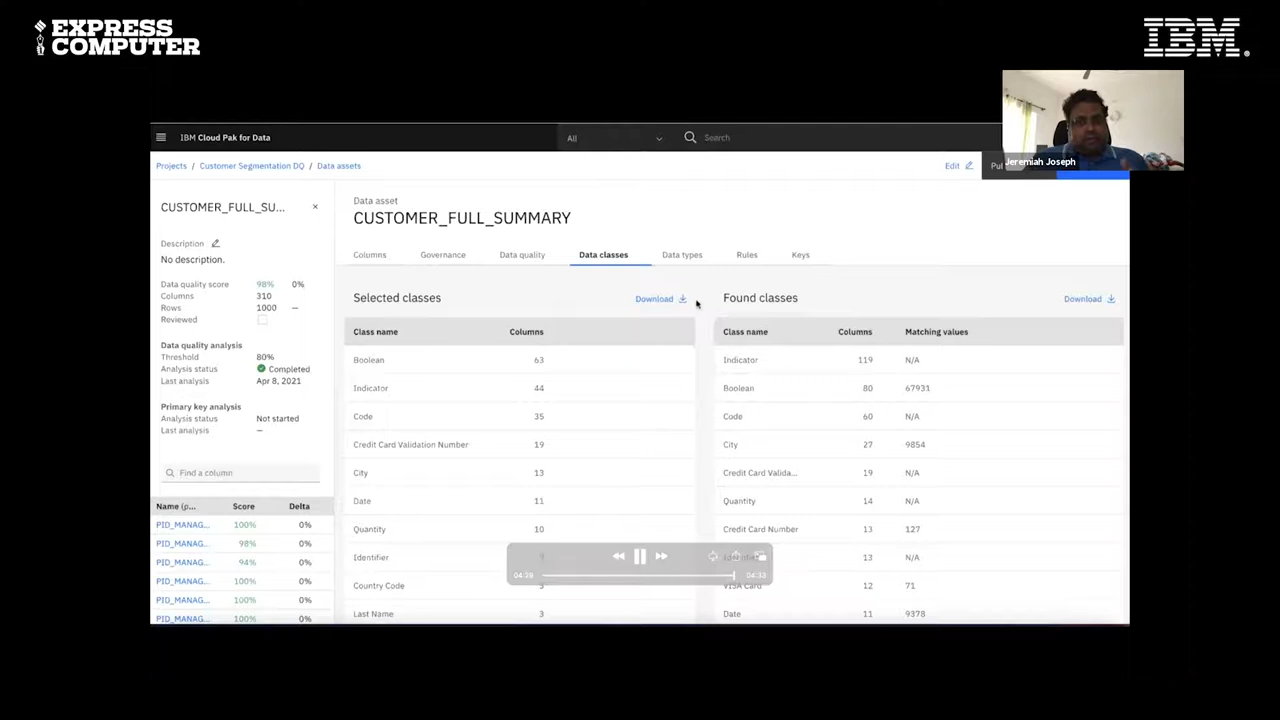 EXPRESS
COMPUTER
IBM
Jeremiah Joseph
IBM Cloud Pak for Data
All
Search
Projects / Customer Segmentation DQ / Data assets
Edit
CUSTOMER_FULL_SU...
Description
No description.
Data quality score 98% 0%
Columns 310
Rows 1000 —
Reviewed
Data quality analysis
Threshold 80%
Analysis status Completed
Last analysis Apr 8, 2021
Primary key analysis
Analysis status Not started
Last analysis —
Find a column
Name (p... Score Delta
PID_MANAG... 100% 0%
PID_MANAG... 98% 0%
PID_MANAG... 94% 0%
PID_MANAG... 100% 0%
PID_MANAG... 100% 0%
PID_MANAG... 100% 0%
Data asset
CUSTOMER_FULL_SUMMARY
Columns Governance Data quality Data classes Data types Rules Keys
Selected classes Download
Class name Columns
Boolean 63
Indicator 44
Code 35
Credit Card Validation Number 19
City 13
Date 11
Quantity 10
Identifier
Country Code
Last Name 3
Found classes Download
Class name Columns Matching values
Indicator 119 N/A
Boolean 80 67931
Code 60 N/A
City 27 9854
Credit Card Valida... 19 N/A
Quantity 14 N/A
Credit Card Number 13 127
13 N/A
VISA Card 12 71
Date 11 9378
04:28 04:33